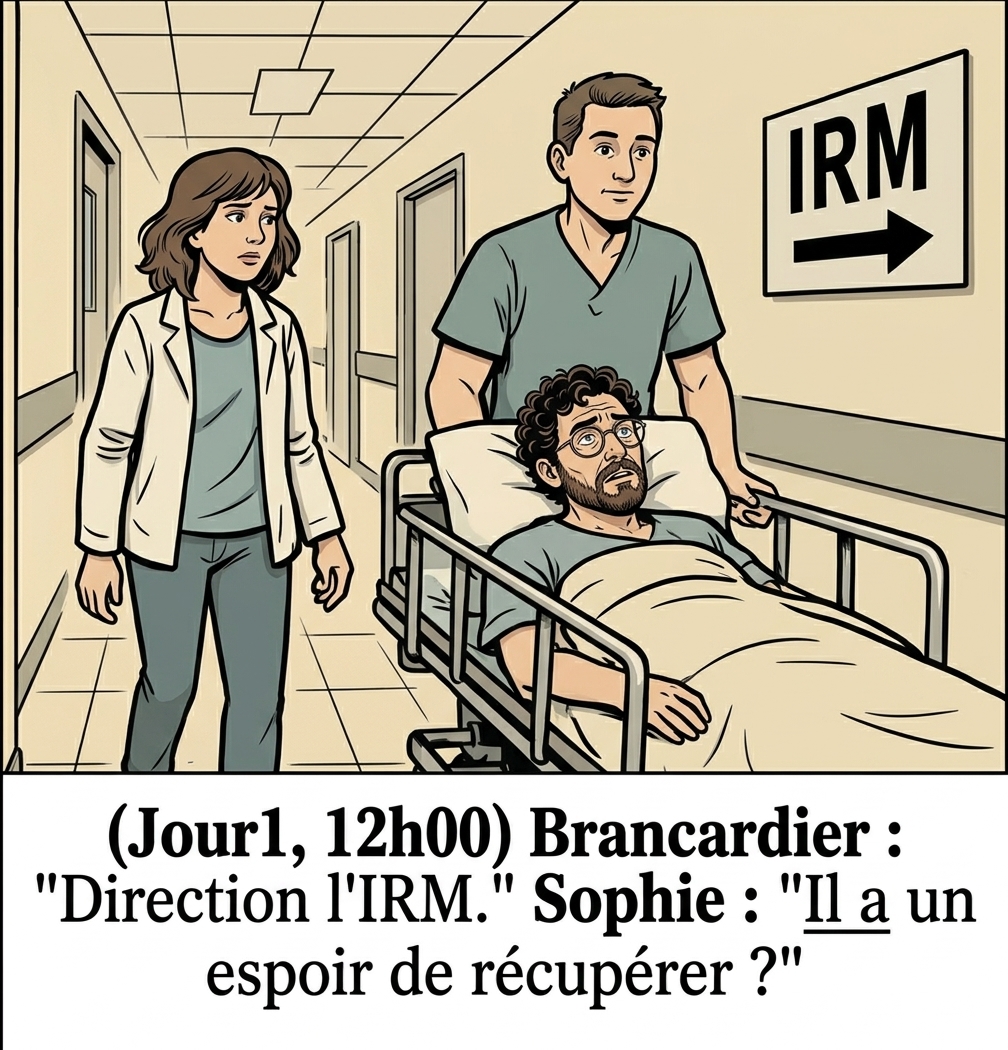 IRM
(Jour1, 12h00) Brancardier :
"Direction l'IRM." Sophie : "Il a un
espoir de récupérer ?"